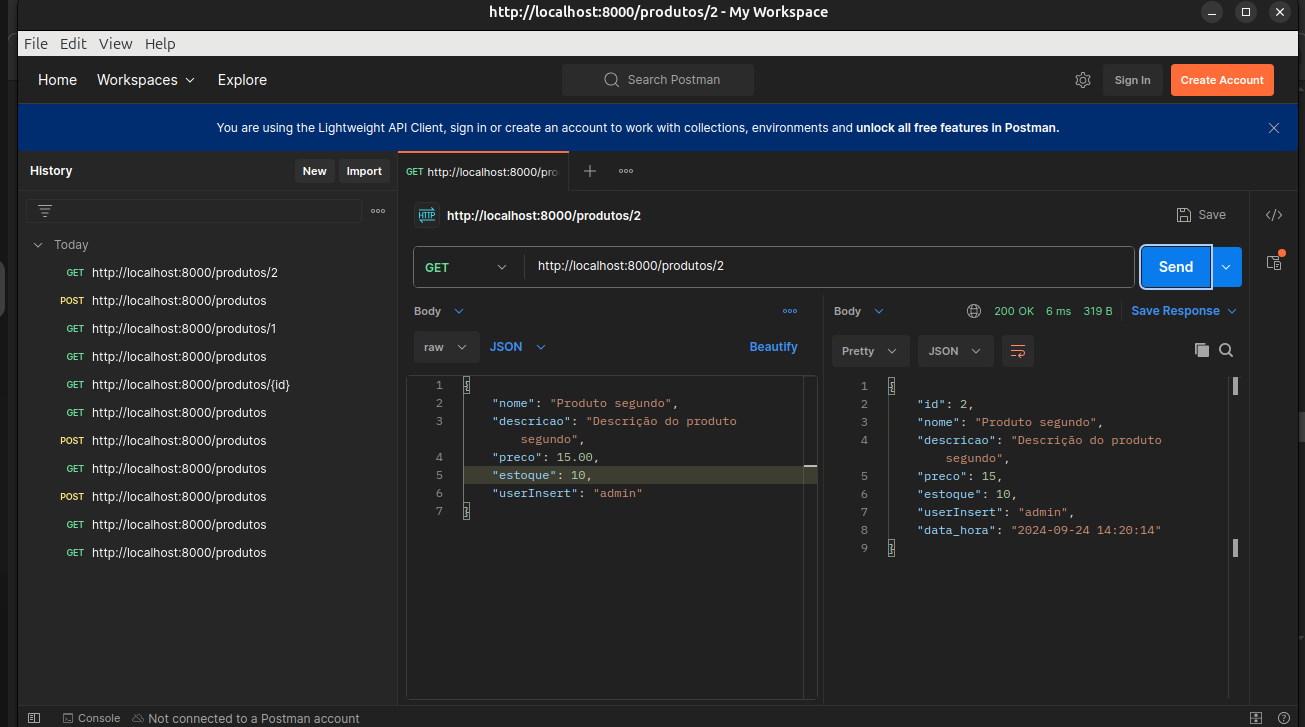 http://localhost:8000/produtos/2 - My Workspace
File Edit View Help
Home Workspaces Explore Search Postman Sign In Create Account
You are using the Lightweight API Client, sign in or create an account to work with collections, environments and unlock all free features in Postman.
History New Import
Today
GET http://localhost:8000/produtos/2
POST http://localhost:8000/produtos
GET http://localhost:8000/produtos/1
GET http://localhost:8000/produtos
GET http://localhost:8000/produtos/{id}
GET http://localhost:8000/produtos
POST http://localhost:8000/produtos
GET http://localhost:8000/produtos
POST http://localhost:8000/produtos
GET http://localhost:8000/produtos
GET http://localhost:8000/produtos
GET http://localhost:8000/pro
HTTP http://localhost:8000/produtos/2 Save
GET http://localhost:8000/produtos/2 Send
Body
raw JSON Beautify
1 {
2 "nome": "Produto segundo",
3 "descricao": "Descrição do produto
segundo",
4 "preco": 15.00,
5 "estoque": 10,
6 "userInsert": "admin"
7 }
Body 200 OK 6 ms 319 B Save Response
Pretty JSON
1 {
2 "id": 2,
3 "nome": "Produto segundo",
4 "descricao": "Descrição do produto
segundo",
5 "preco": 15,
6 "estoque": 10,
7 "userInsert": "admin",
8 "data_hora": "2024-09-24 14:20:14"
9 }
Console Not connected to a Postman account